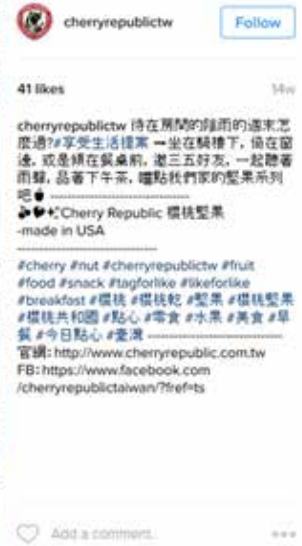 cherryrepublictw
Follow
41 likes
14w
cherryrepublictw 待在房間的雨的週末怎
麼過?#享受生活提案 ➡坐在騎樓下, 倚在窗
邊, 或是傾在餐桌前, 邀三五好友, 一起聽著
雨聲, 品著下午茶, 嗑點我們家的堅果系列
吧
Cherry Republic 櫻桃堅果
-made in USA
#cherry #nut #cherryrepublictw #fruit
#food #snack #tagforlike #likeforlike
#breakfast #櫻桃 #櫻桃乾 #堅果 #櫻桃堅果
#櫻桃共和國 #點心 #零食 #水果 #美食 #早
餐 #今日點心 #臺灣
官網: http://www.cherryrepublic.com.tw
FB: https://www.facebook.com
/cherryrepublictaiwan/?fref=ts
Add a comment...